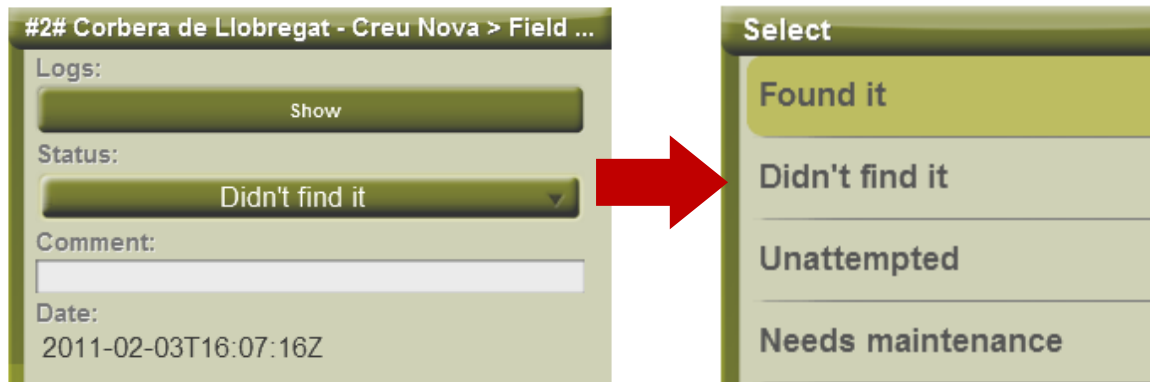 #2# Corbera de Llobregat - Creu Nova > Field ...
Logs:
Show
Status:
Didn't find it
Comment:
Date:
2011-02-03T16:07:16Z
Select
Found it
Didn't find it
Unattempted
Needs maintenance